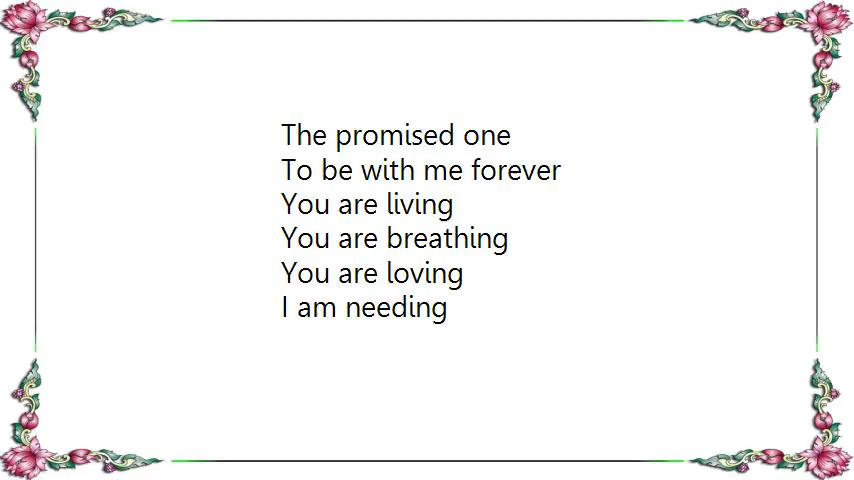 The promised one
To be with me forever
You are living
You are breathing
You are loving
I am needing